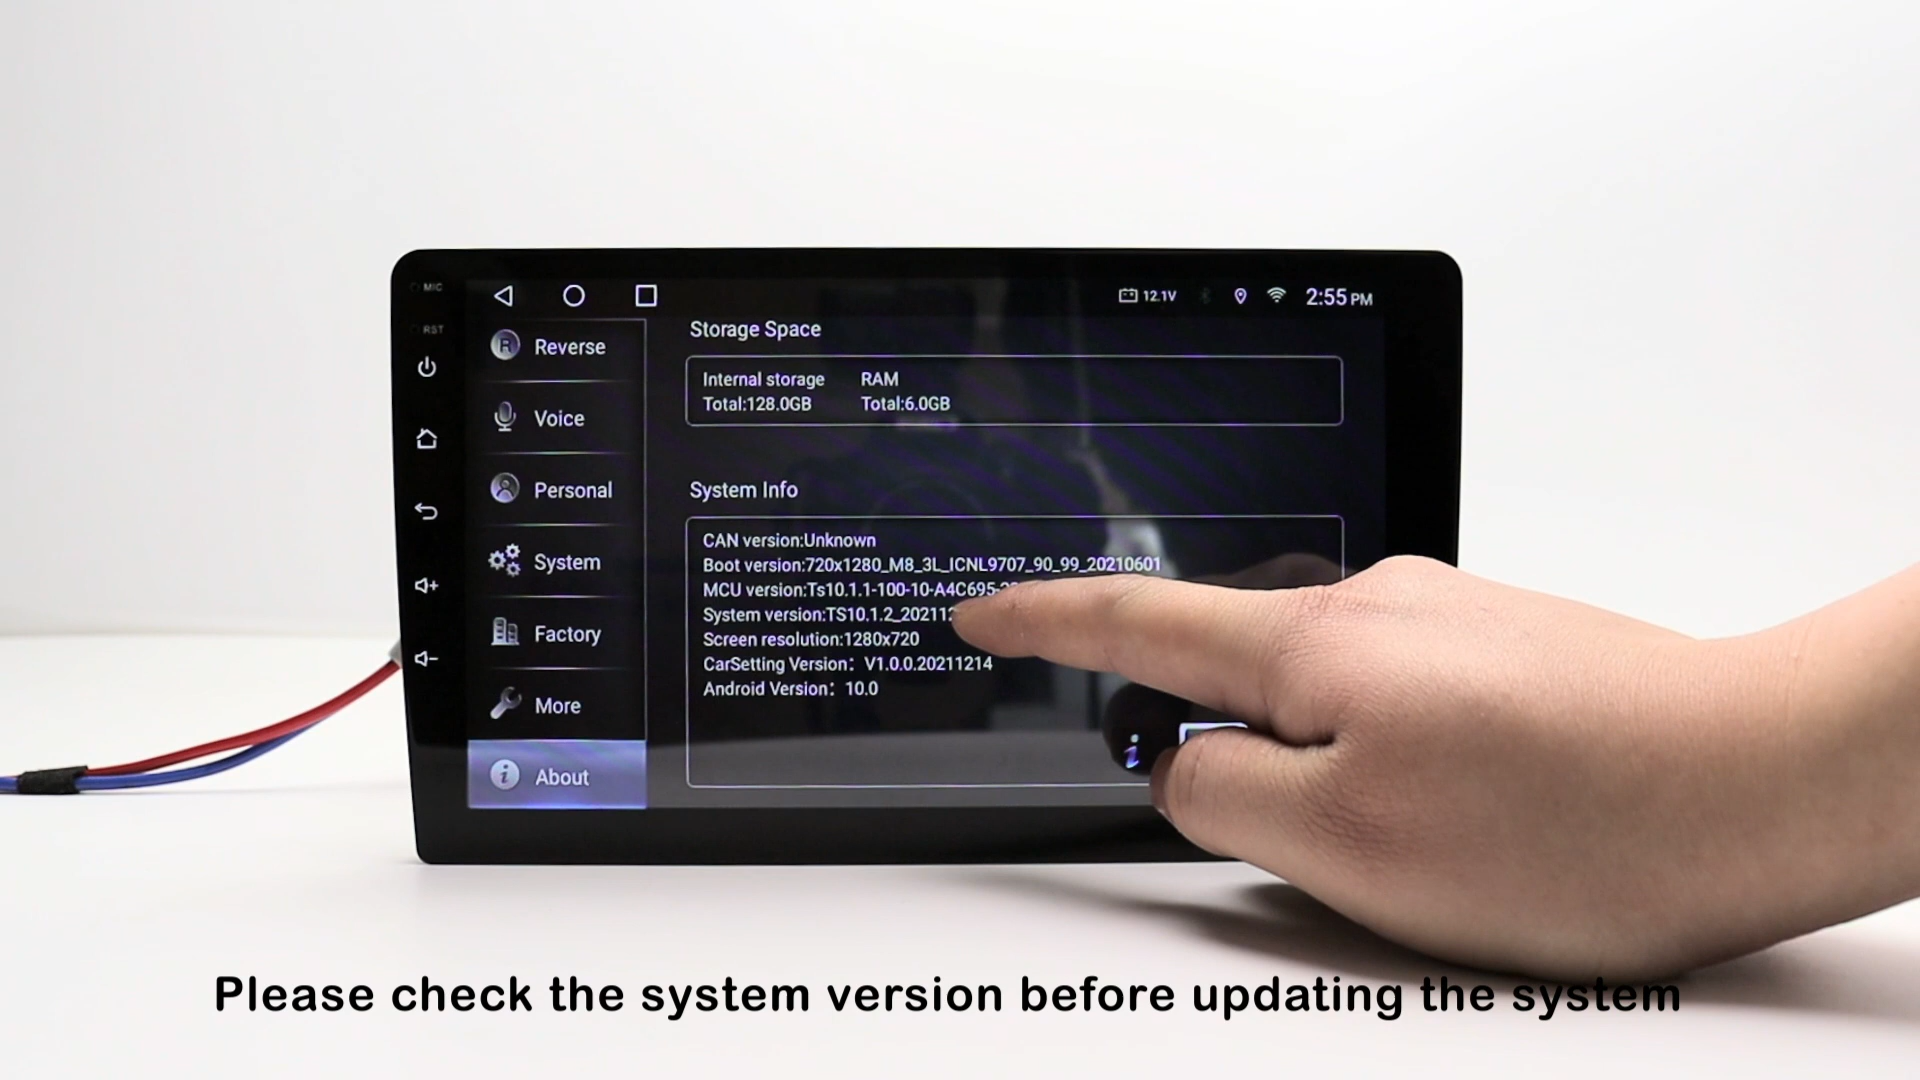 MIC
RST
12.1V
2:55 PM
Reverse
Voice
Personal
System
Factory
More
About
Storage Space
Internal storage RAM
Total:128.0GB Total:6.0GB
System Info
CAN version:Unknown
Boot version:720x1280_M8_3L_ICNL9707_90_99_20210601
MCU version:Ts10.1.1-100-10-A4C695-
System version:TS10.1.2_20211
Screen resolution:1280x720
CarSetting Version: V1.0.0.20211214
Android Version: 10.0
Please check the system version before updating the system